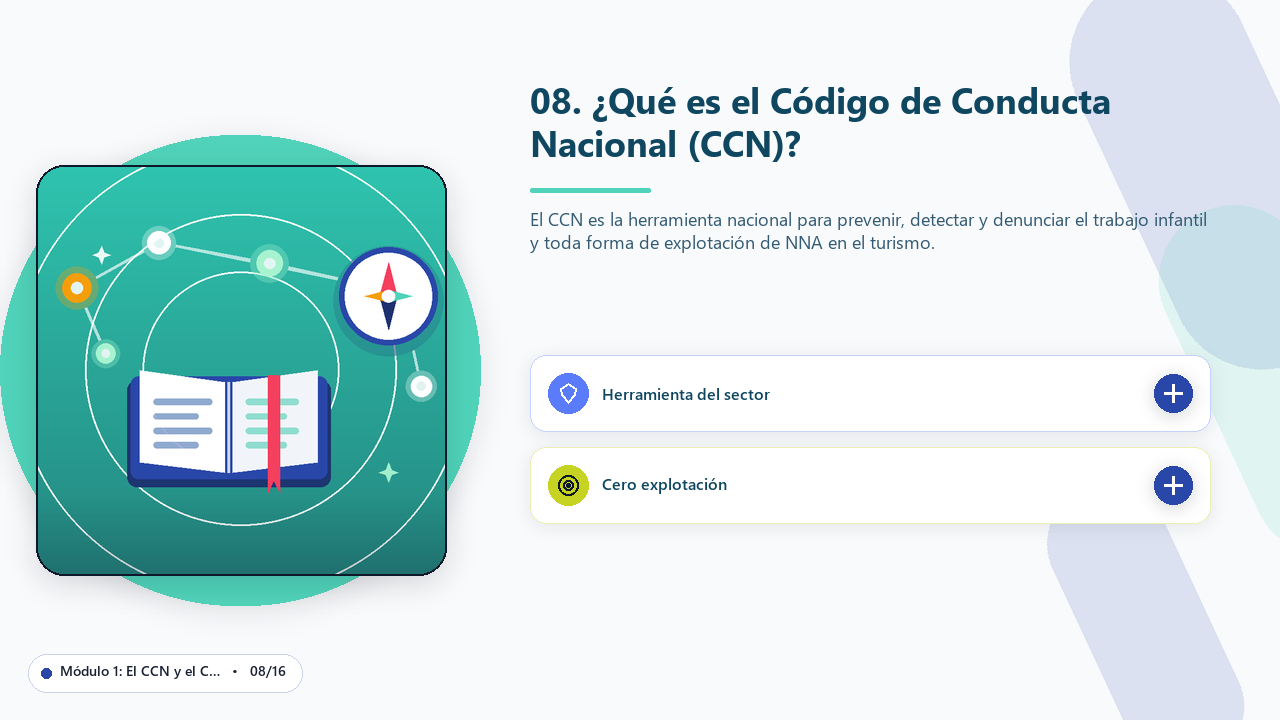 08. ¿Qué es el Código de Conducta
Nacional (CCN)?
El CCN es la herramienta nacional para prevenir, detectar y denunciar el trabajo infantil
y toda forma de explotación de NNA en el turismo.
Herramienta del sector
Cero explotación
Módulo 1: El CCN y el C... • 08/16